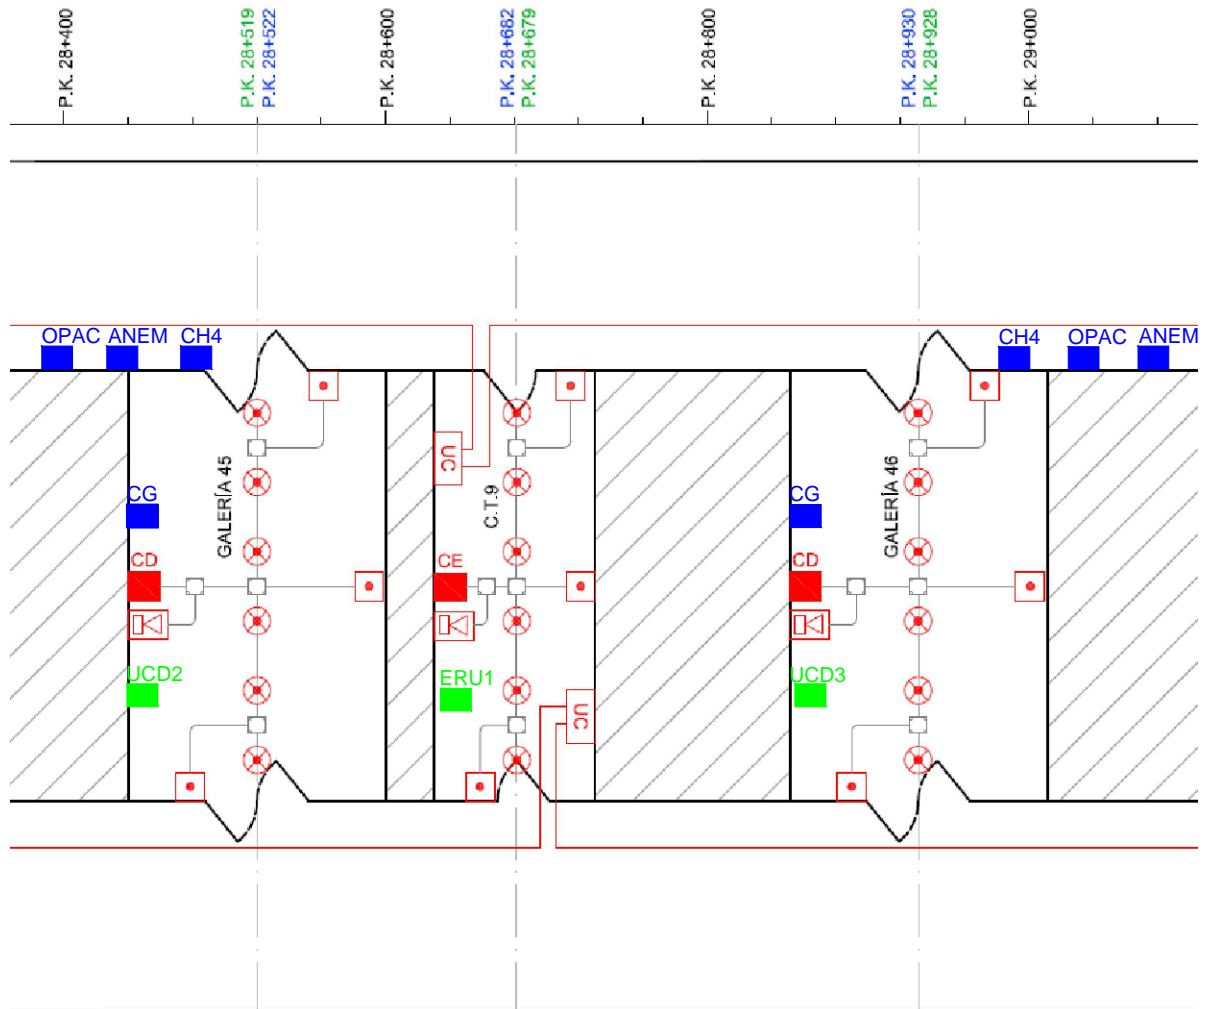 P.K. 28+400
P.K. 28+519
P.K. 28+522
P.K. 28+600
P.K. 28+682
P.K. 28+679
P.K. 28+800
P.K. 28+930
P.K. 28+928
P.K. 29+000
OPAC
ANEM
CH4
CH4
OPAC
ANEM
GALERÍA 45
UC
C.T.9
GALERÍA 46
CG
CG
CD
CE
CD
UCD2
ERU1
UCD3
UC